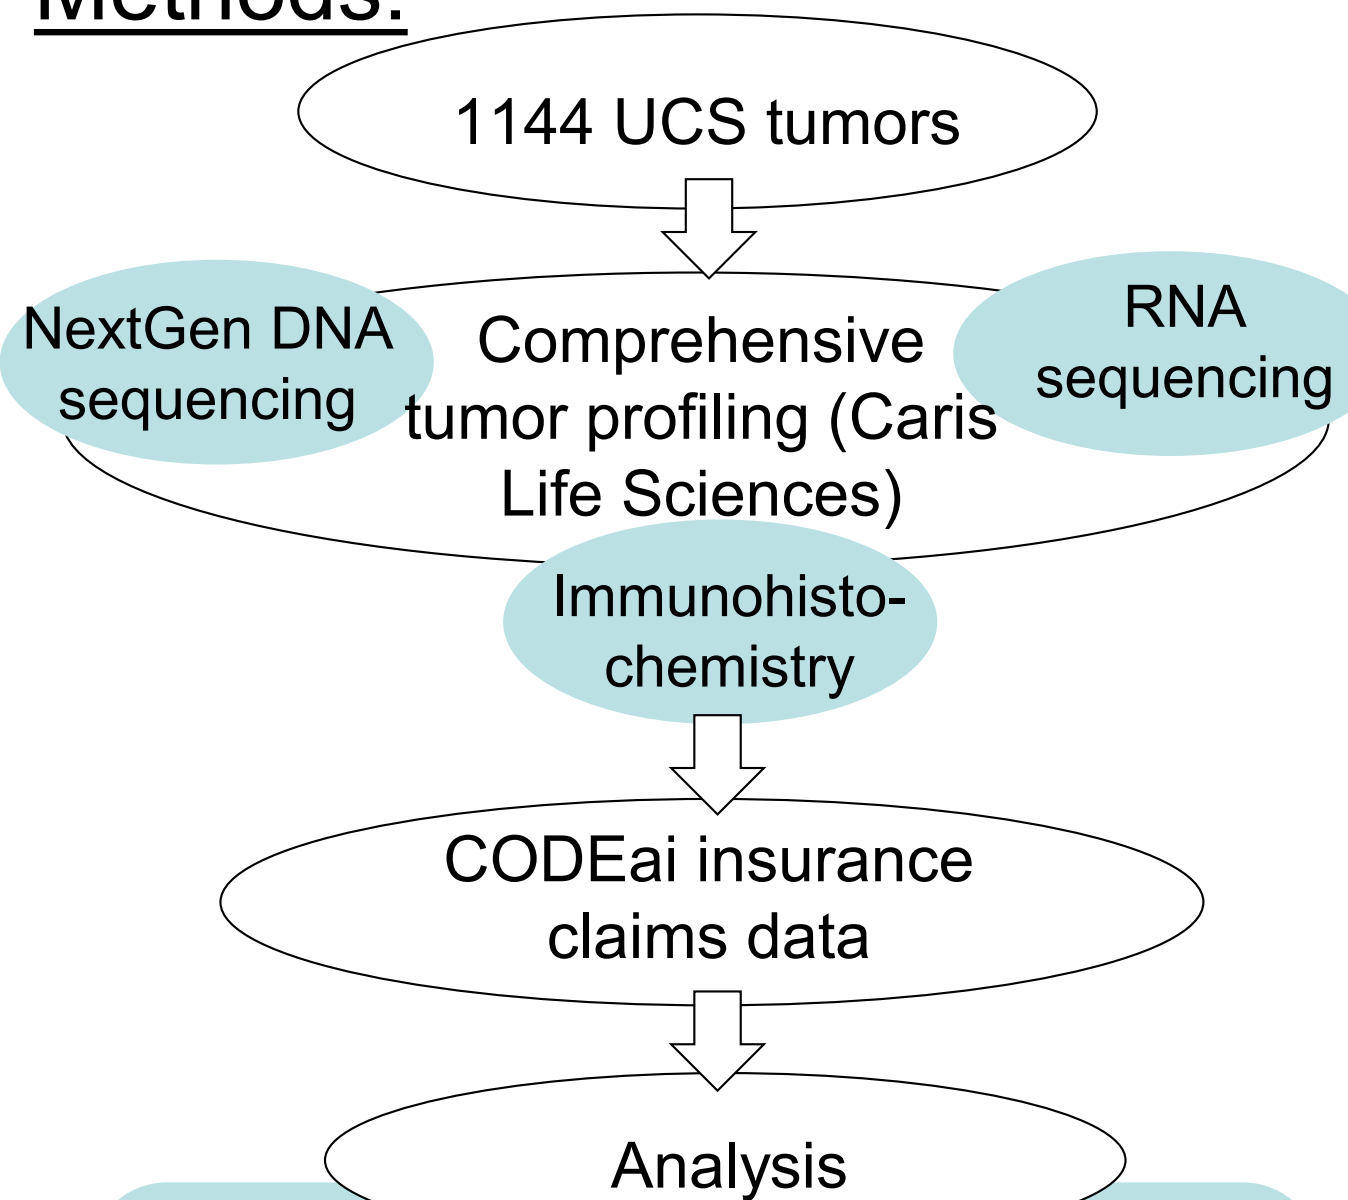 Methods:
1144 UCS tumors
NextGen DNA
sequencing
Comprehensive
tumor profiling (Caris
Life Sciences)
RNA
sequencing
Immunohisto-
chemistry
CODEai insurance
claims data
Analysis